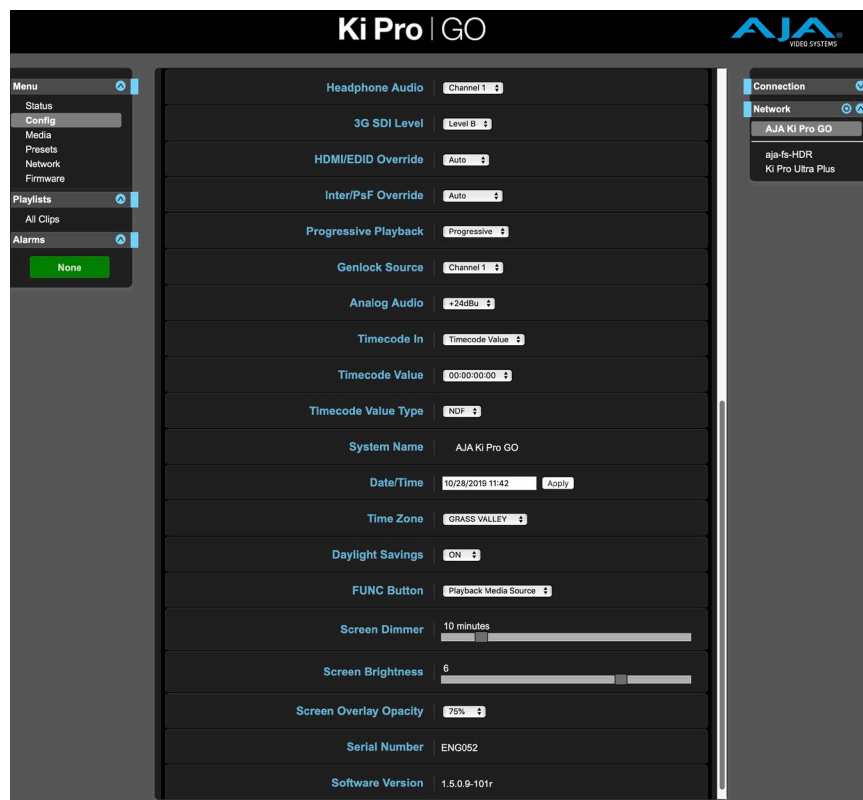 Ki Pro | GO
AJA
VIDEO SYSTEMS
Menu
Status
Config
Media
Presets
Network
Firmware
Playlists
All Clips
Alarms
None
Headphone Audio Channel 1
3G SDI Level Level B
HDMI/EDID Override Auto
Inter/PsF Override Auto
Progressive Playback Progressive
Genlock Source Channel 1
Analog Audio +24dBu
Timecode In Timecode Value
Timecode Value 00:00:00:00
Timecode Value Type NDF
System Name AJA Ki Pro GO
Date/Time 10/28/2019 11:42 Apply
Time Zone GRASS VALLEY
Daylight Savings ON
FUNC Button Playback Media Source
Screen Dimmer 10 minutes
Screen Brightness 6
Screen Overlay Opacity 75%
Serial Number ENG052
Software Version 1.5.0.9-101r
Connection
Network
AJA Ki Pro GO
aja-fs-HDR
Ki Pro Ultra Plus